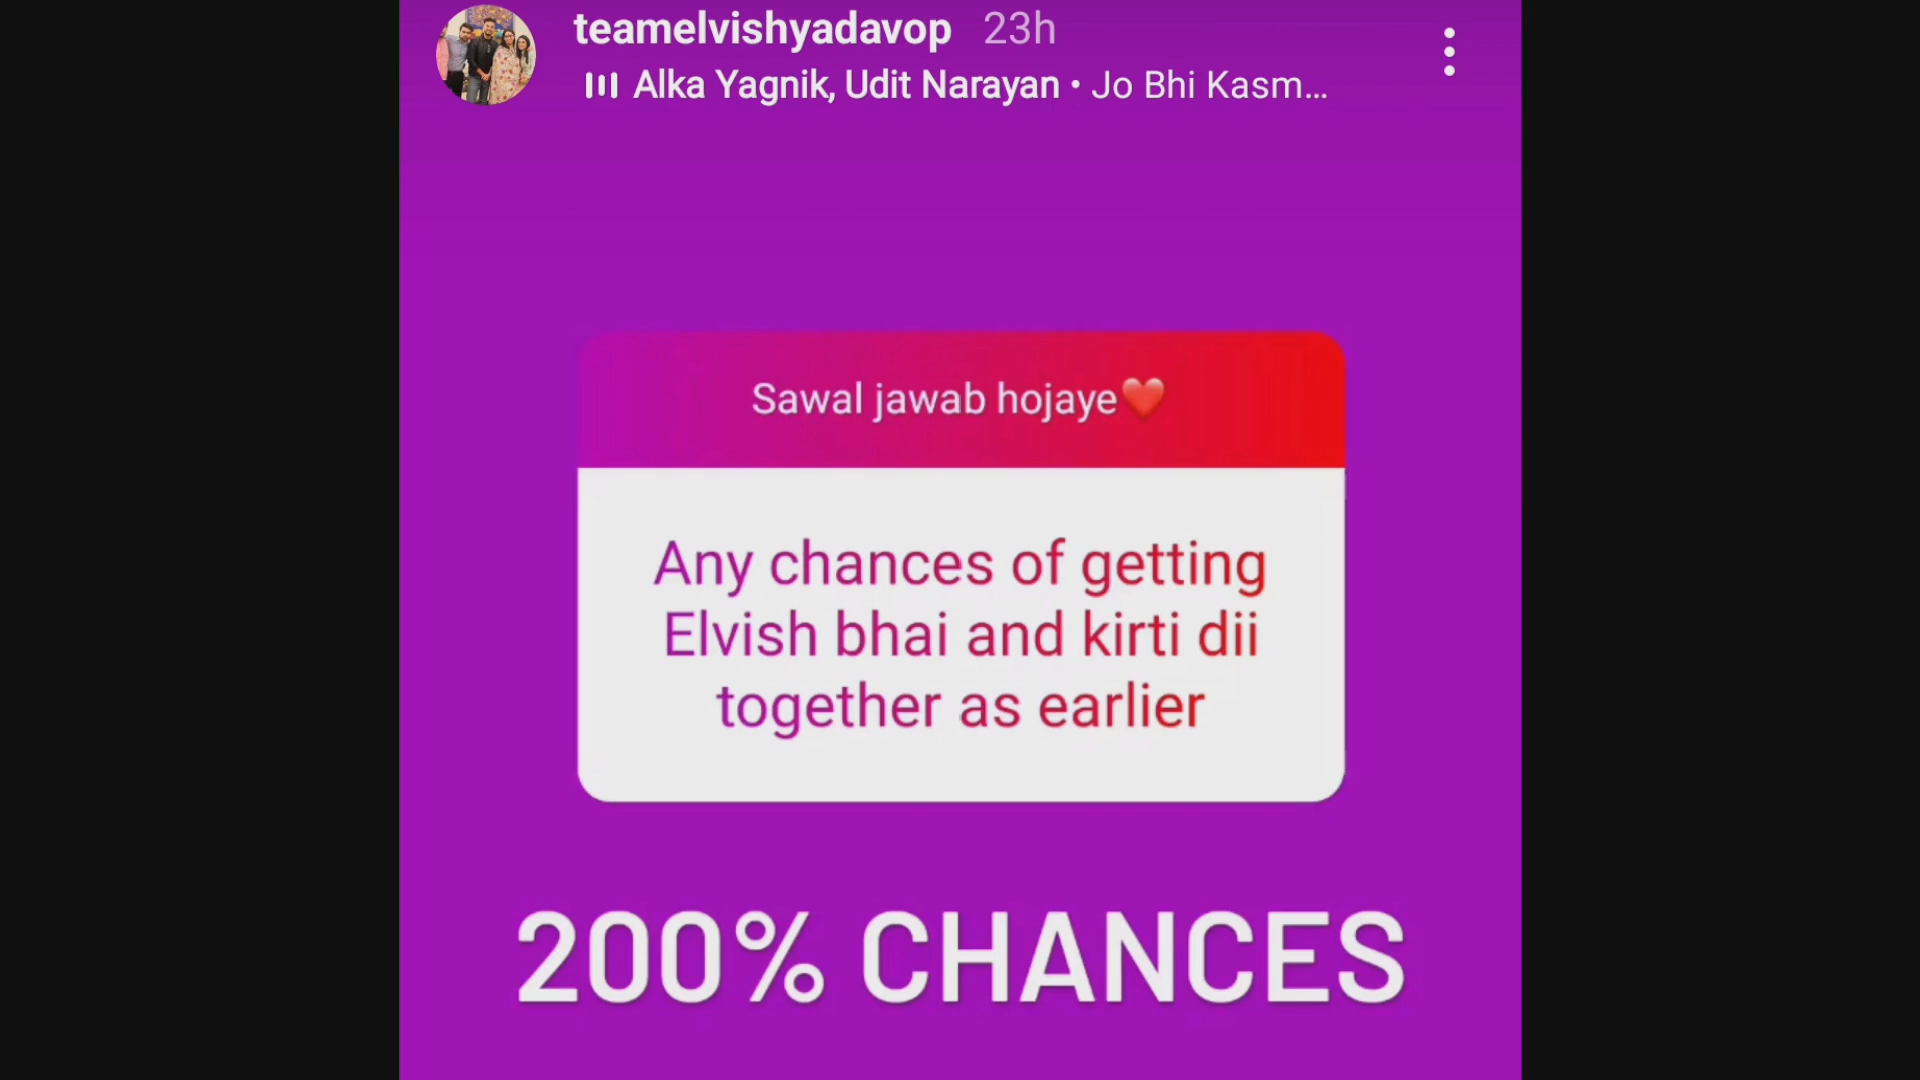 teamelvishyadavop 23h
Alka Yagnik, Udit Narayan • Jo Bhi Kasm...
Sawal jawab hojaye❤️
Any chances of getting
Elvish bhai and kirti dii
together as earlier
200% CHANCES